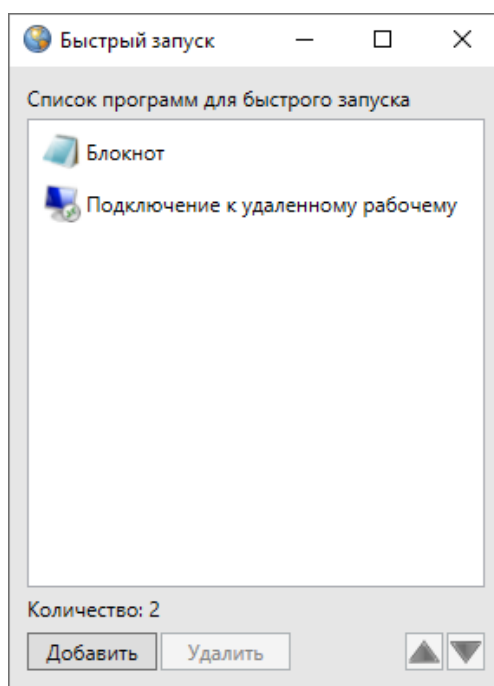 Быстрый запуск
Список программ для быстрого запуска
Блокнот
Подключение к удаленному рабочему
Количество: 2
Добавить Удалить